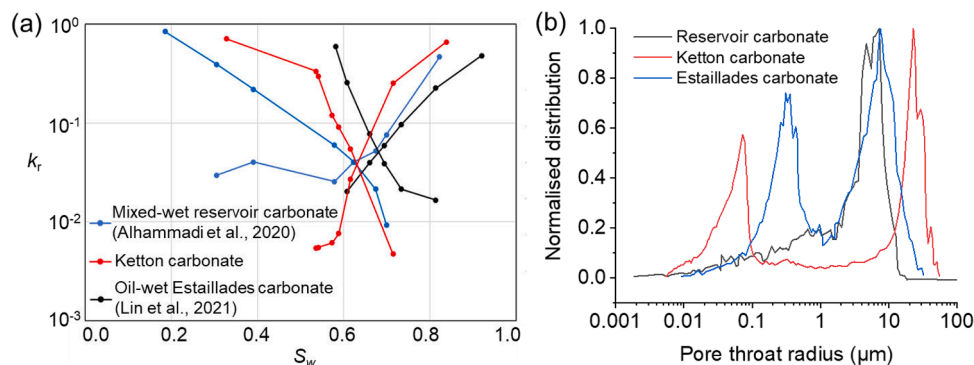 (a)
10⁰
10⁻¹
10⁻²
10⁻³
kᵣ
Mixed-wet reservoir carbonate
(Alhammadi et al., 2020)
Ketton carbonate
Oil-wet Estaillades carbonate
(Lin et al., 2021)
0.0 0.2 0.4 0.6 0.8 1.0
S_w
(b)
Reservoir carbonate
Ketton carbonate
Estaillades carbonate
Normalised distribution
1.0
0.8
0.6
0.4
0.2
0.0
0.001 0.01 0.1 1 10 100
Pore throat radius (µm)